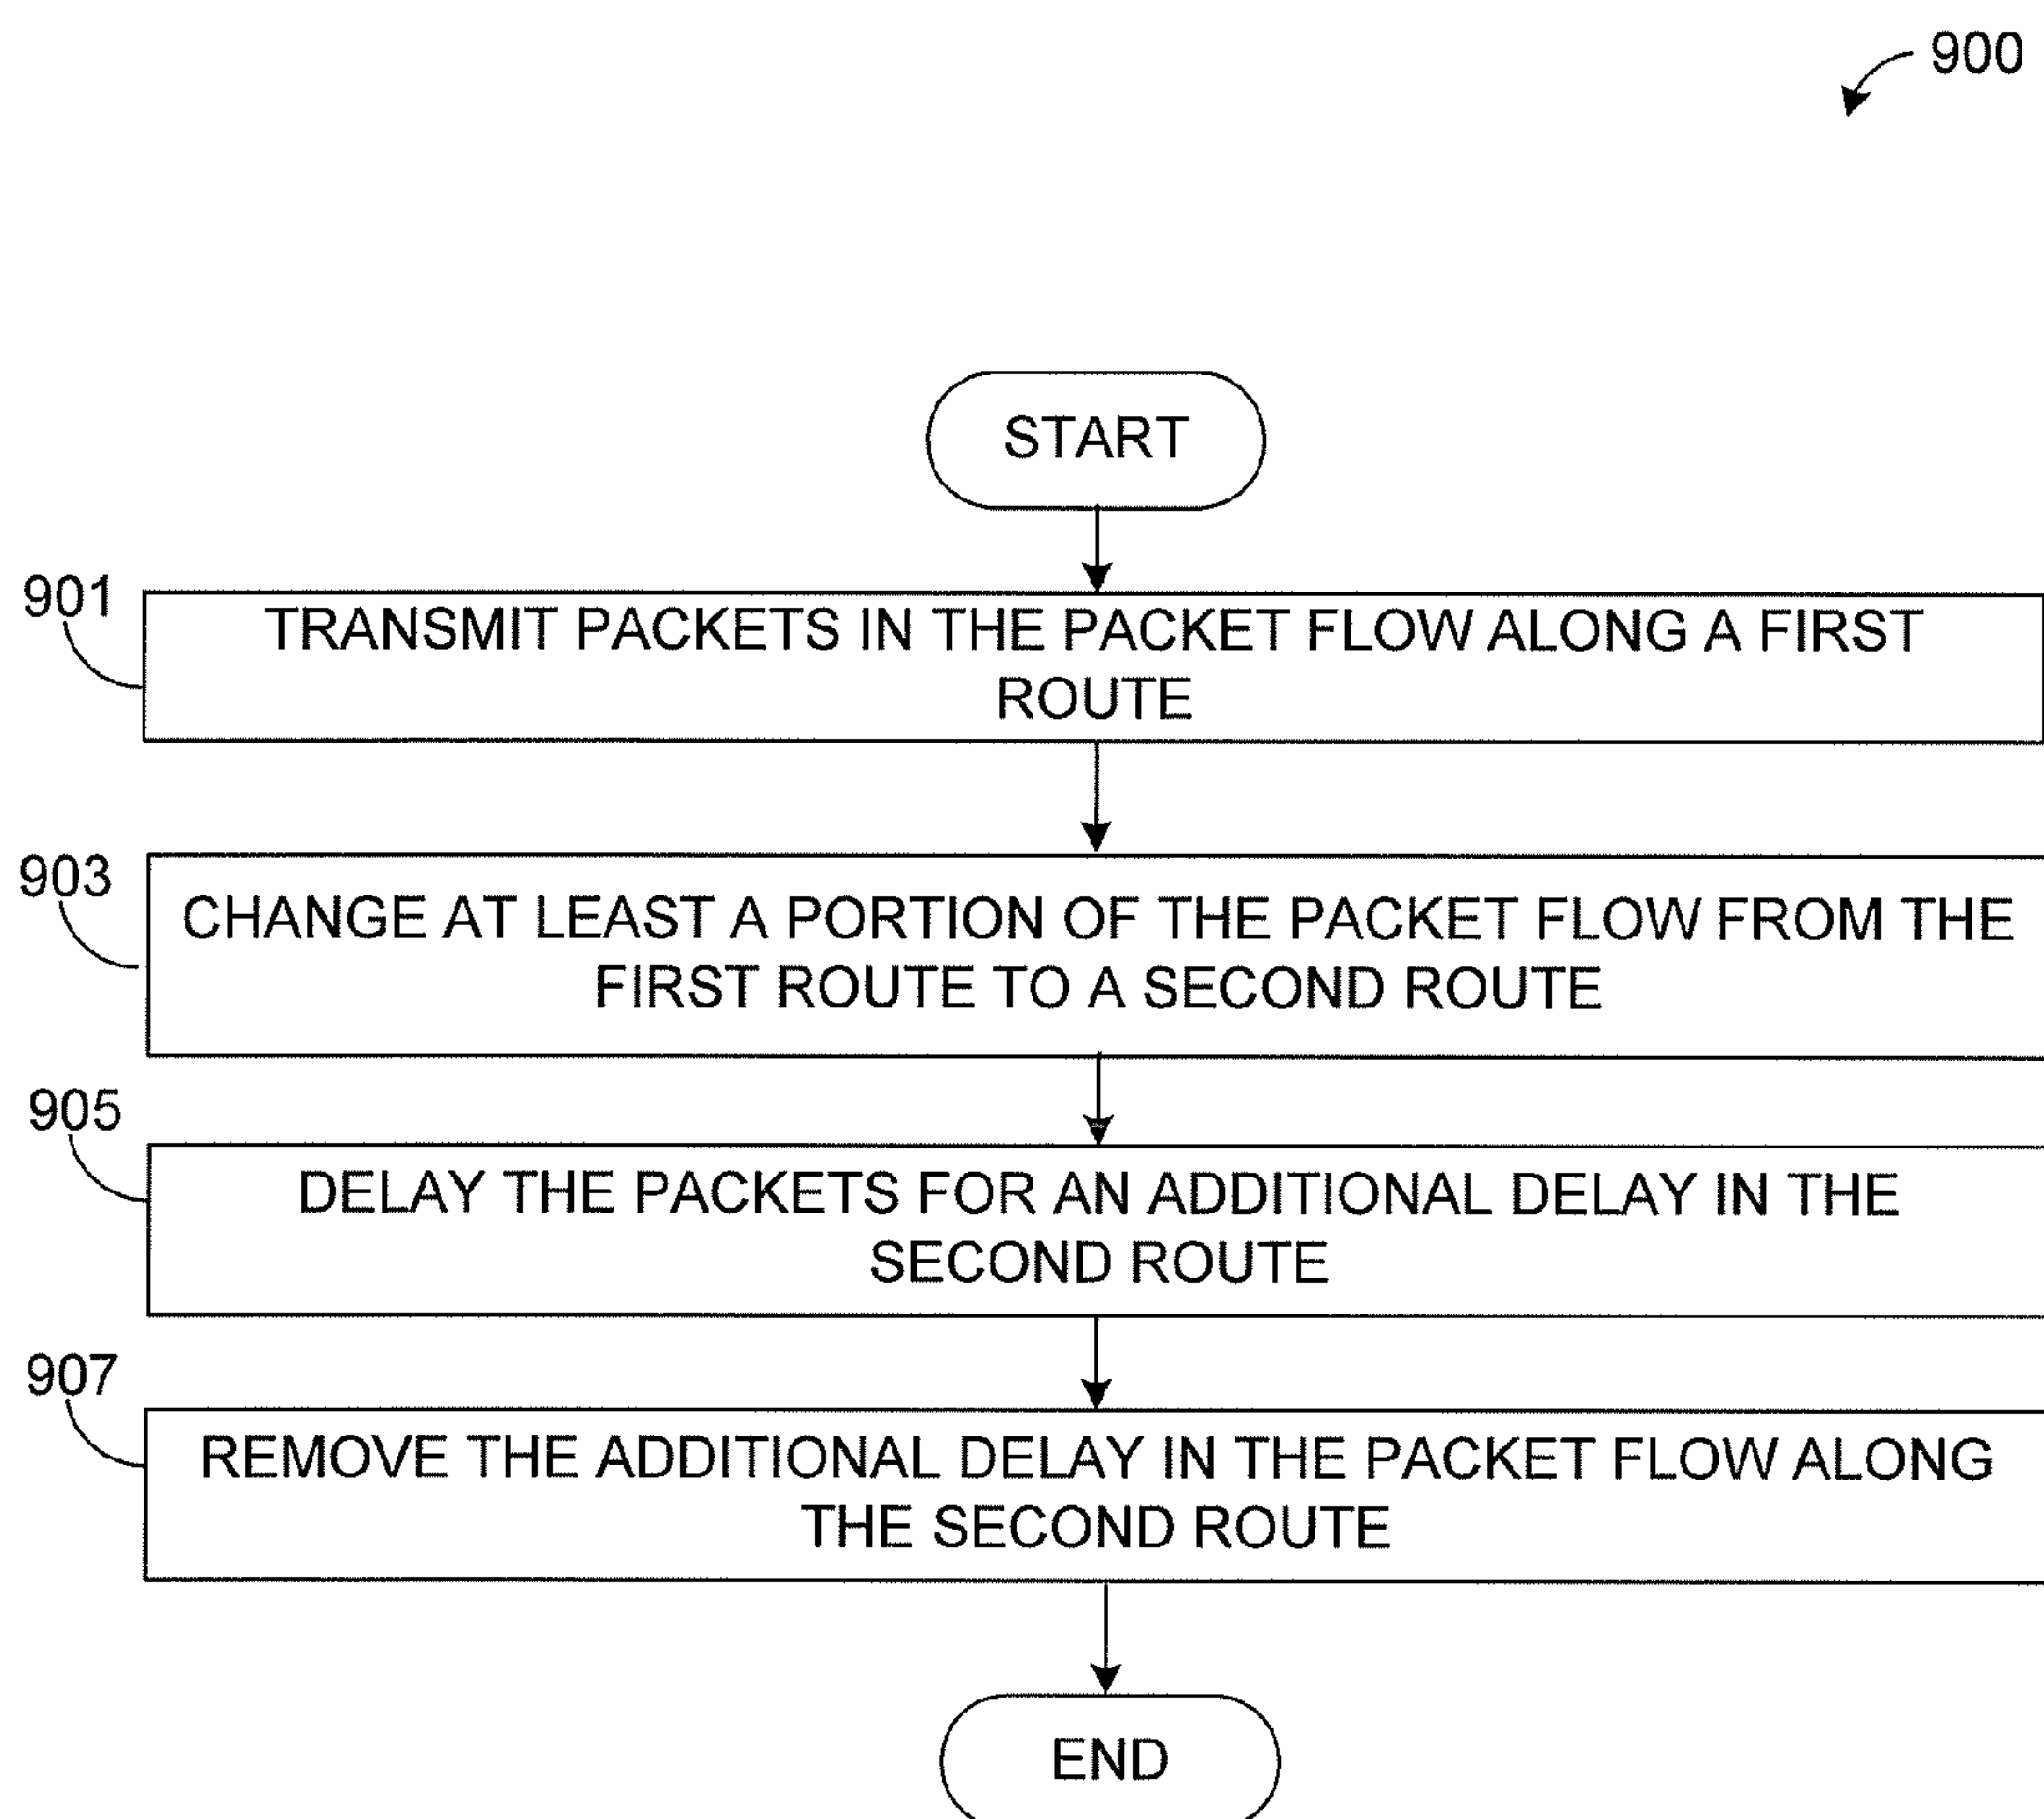 900
START
901
TRANSMIT PACKETS IN THE PACKET FLOW ALONG A FIRST
ROUTE
903
CHANGE AT LEAST A PORTION OF THE PACKET FLOW FROM THE
FIRST ROUTE TO A SECOND ROUTE
905
DELAY THE PACKETS FOR AN ADDITIONAL DELAY IN THE
SECOND ROUTE
907
REMOVE THE ADDITIONAL DELAY IN THE PACKET FLOW ALONG
THE SECOND ROUTE
END